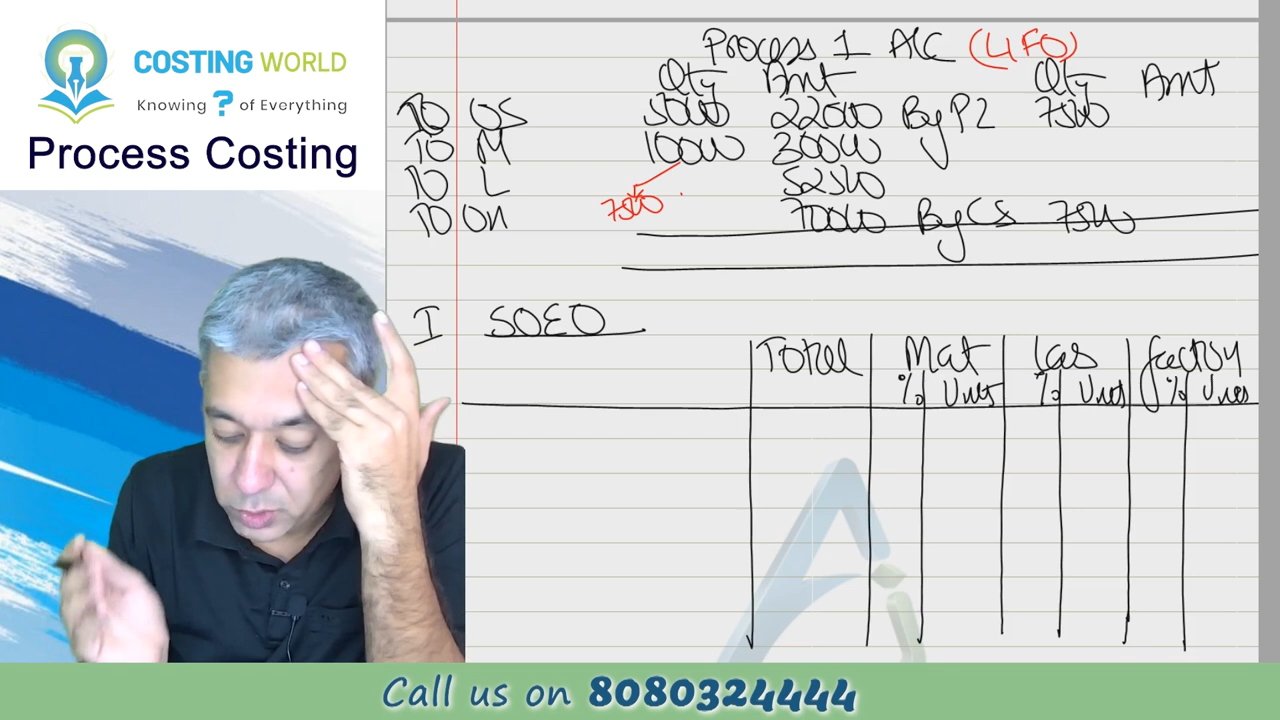 COSTING WORLD
Knowing ? of Everything
Process Costing
Process 1 A/C (LIFO)
Qty Amt Qty Amt
To OS 5000 22000 By P2 7500
To M 10000 30000
To L 52500
7500
To OH 70000 By CS 7500
I SOEO
Total Mat Lab Factory
% Units % Units % Units
Call us on 8080324444